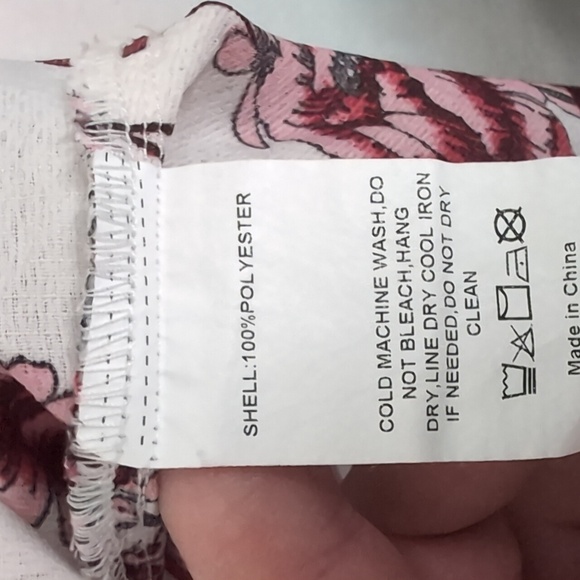 SHELL:100%POLYESTER
COLD MACHINE WASH,DO
NOT BLEACH,HANG
DRY,LINE DRY COOL IRON
IF NEEDED,DO NOT DRY
CLEAN
Made in China